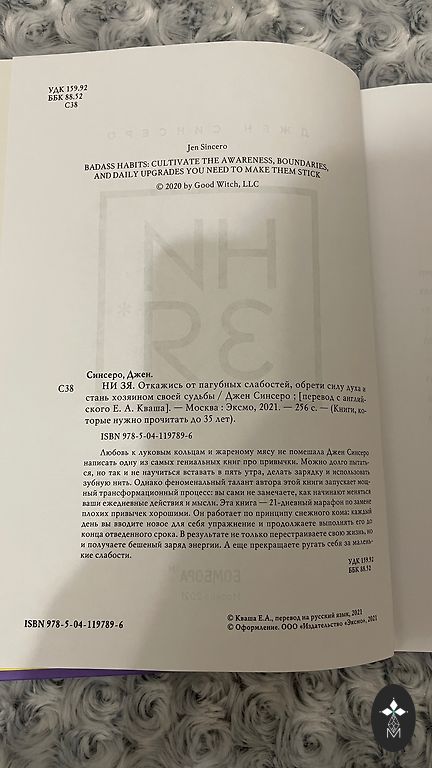 УДК 159.92
ББК 88.52
С38
ДЖЕН СИНСЕРО
Jen Sincero
BADASS HABITS: CULTIVATE THE AWARENESS, BOUNDARIES,
AND DAILY UPGRADES YOU NEED TO MAKE THEM STICK
© 2020 by Good Witch, LLC
НИ
ЗЯ
*
Синсеро, Джен.
С38 НИ ЗЯ. Откажись от пагубных слабостей, обрети силу духа и
стань хозяином своей судьбы / Джен Синсеро ; [перевод с англий-
ского Е. А. Кваша]. — Москва : Эксмо, 2021. — 256 с. — (Книги, ко-
торые нужно прочитать до 35 лет).
ISBN 978-5-04-119789-6
Любовь к луковым кольцам и жареному мясу не помешала Джен Синсеро
написать одну из самых гениальных книг про привычки. Можно долго пытать-
ся, но так и не научиться вставать в пять утра, делать зарядку и использовать
зубную нить. Однако феноменальный талант автора этой книги запускает мощ-
ный трансформационный процесс: вы сами не замечаете, как начинают меняться
ваши ежедневные действия и мысли. Эта книга — 21-дневный марафон по замене
плохих привычек хорошими. Он работает по принципу снежного кома: каждый
день вы вводите новое для себя упражнение и продолжаете выполнять его до
конца отведенного срока. В результате не только перестраиваете свою жизнь, но
и получаете бешеный заряд энергии. А еще прекращаете ругать себя за малень-
кие слабости.
УДК 159.92
ББК 88.52
БОМБОРА™
Москва 2021
© Кваша Е.А., перевод на русский язык, 2021
ISBN 978-5-04-119789-6 © Оформление. ООО «Издательство «Эксмо», 2021
M